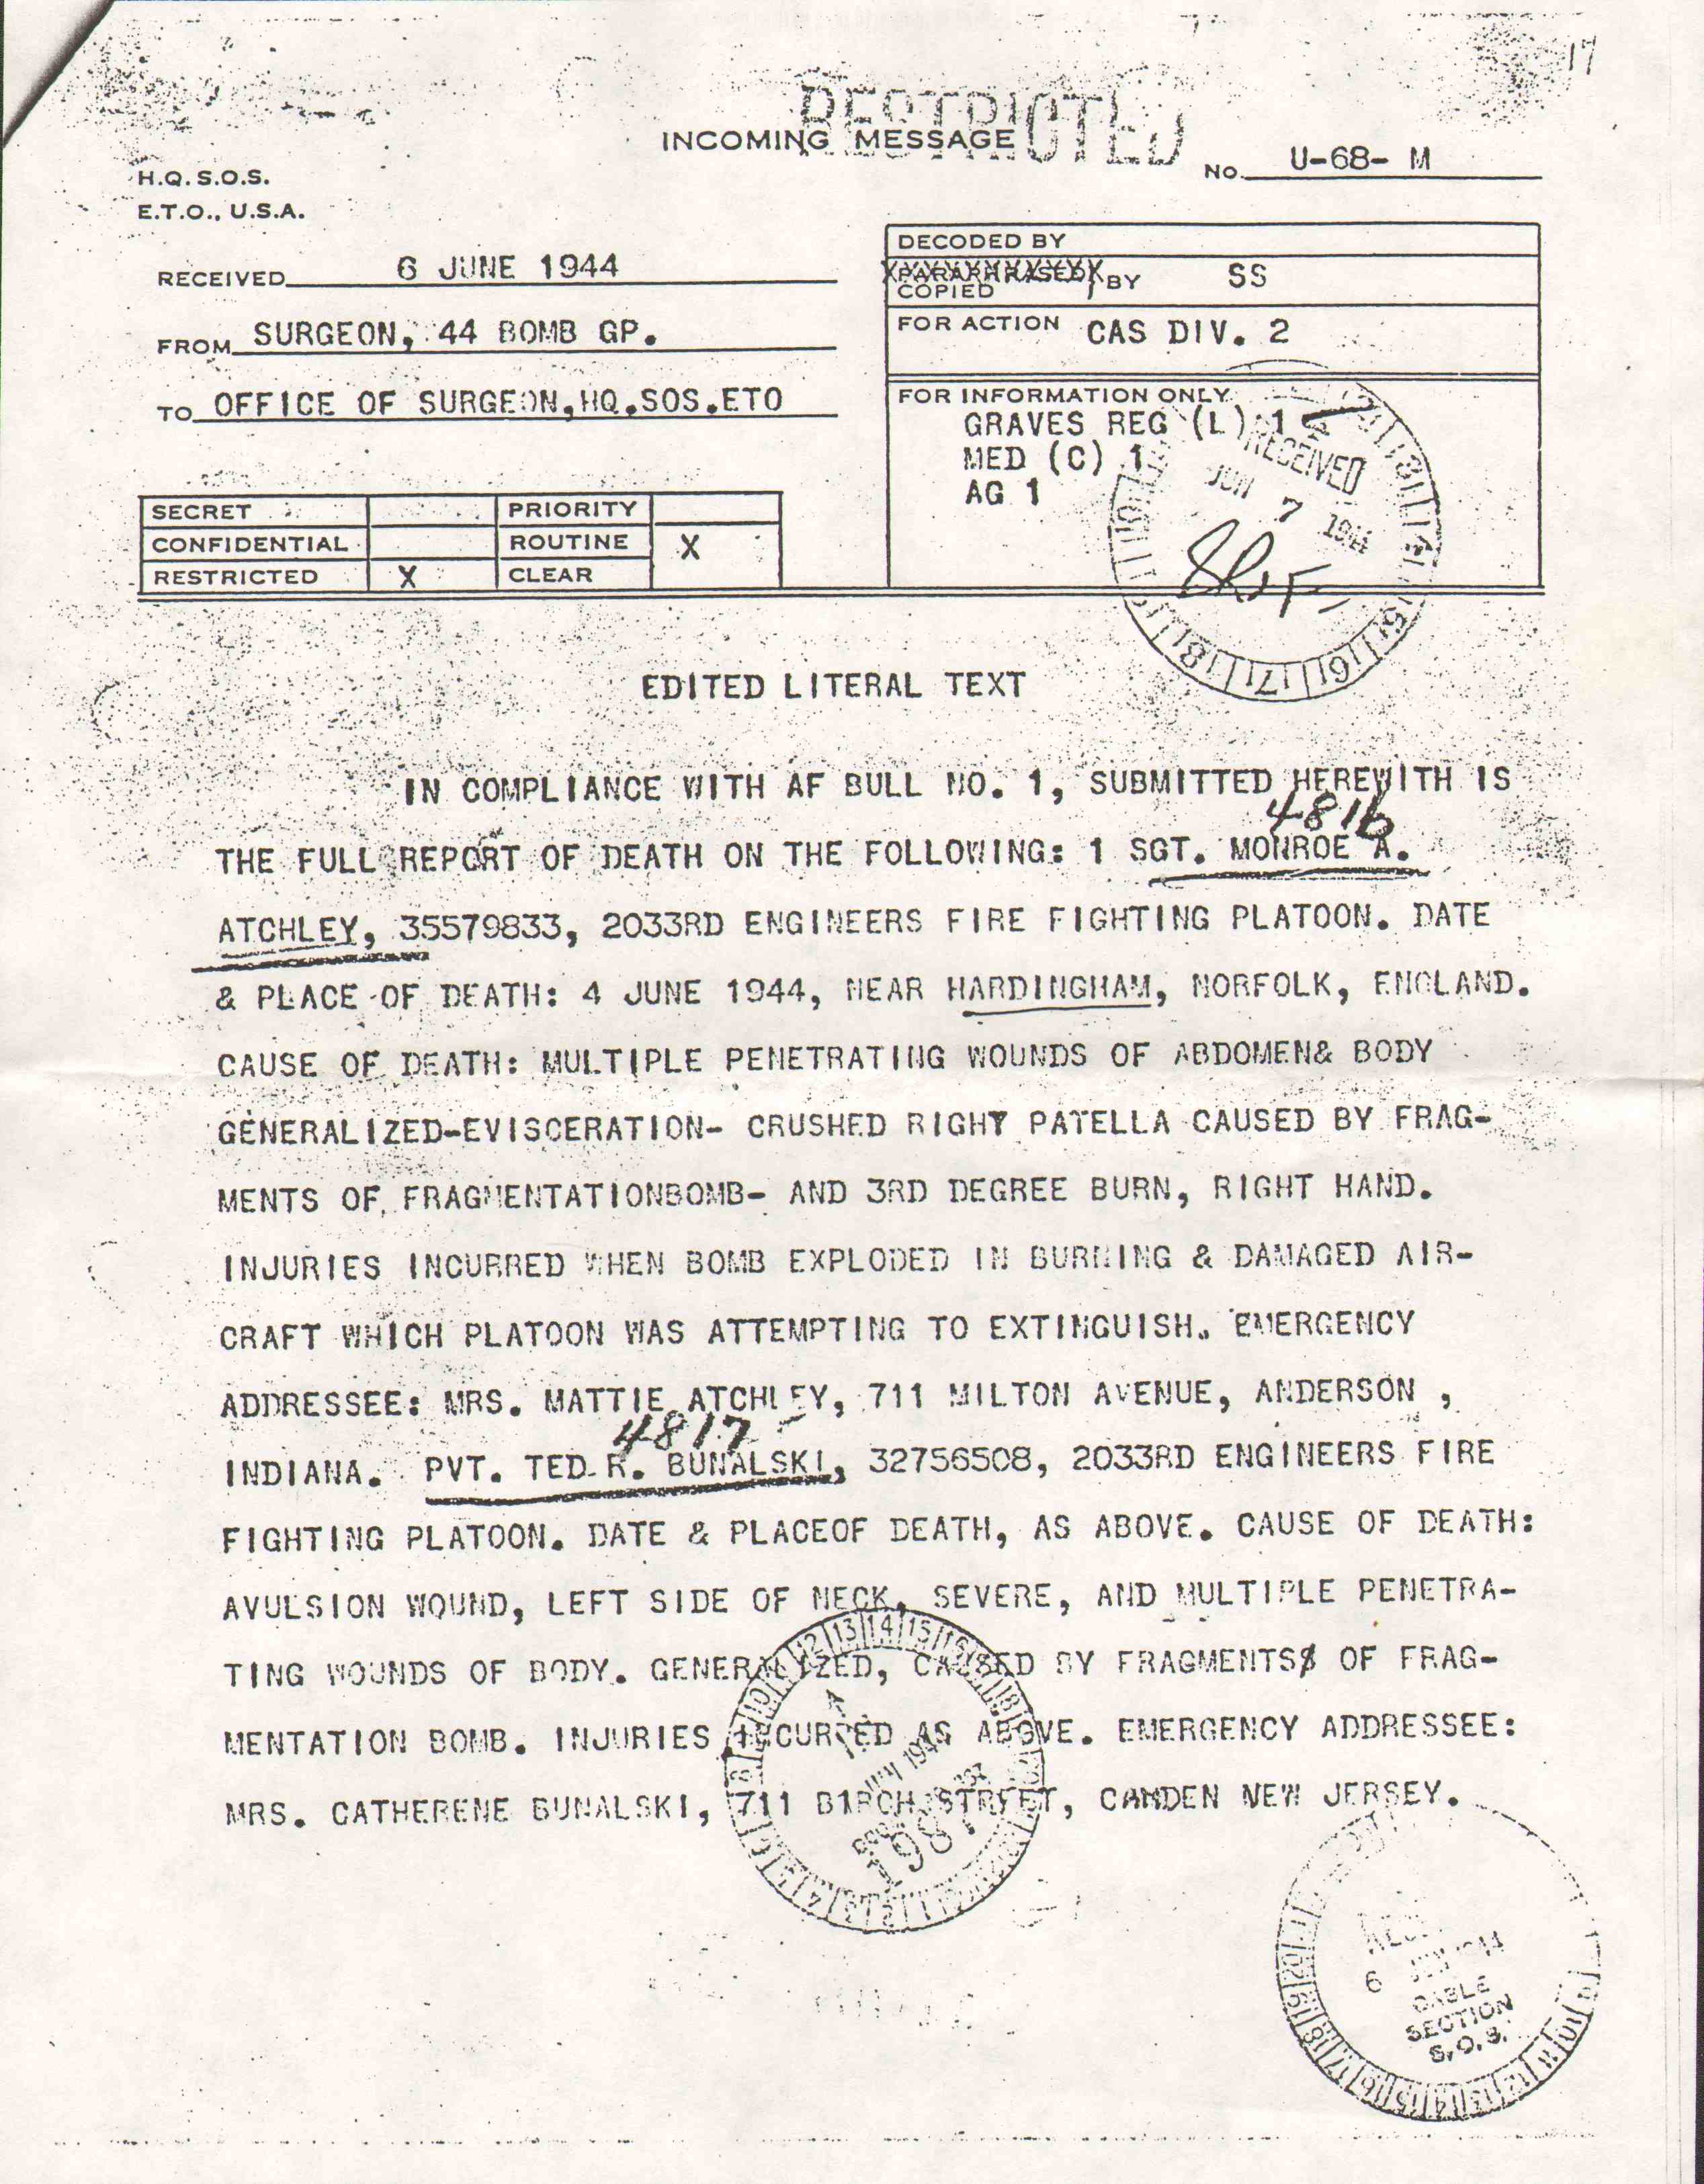 17
RESTRICTED
INCOMING MESSAGE
NO. U-68- M
H.Q. S.O.S.
E.T.O., U.S.A.
RECEIVED 6 JUNE 1944
FROM SURGEON, 44 BOMB GP.
TO OFFICE OF SURGEON,HQ.SOS.ETO
DECODED BY
PARAPHRASED
COPIED BY SS
FOR ACTION CAS DIV. 2
FOR INFORMATION ONLY
GRAVES REG (L) 1
MED (C) 1
AG 1
RECEIVED
JUN 7 1944
SECRET PRIORITY
CONFIDENTIAL ROUTINE X
RESTRICTED X CLEAR
EDITED LITERAL TEXT
IN COMPLIANCE WITH AF BULL NO. 1, SUBMITTED HEREWITH IS
4816
THE FULL REPORT OF DEATH ON THE FOLLOWING: 1 SGT. MONROE A.
ATCHLEY, 35579833, 2033RD ENGINEERS FIRE FIGHTING PLATOON. DATE
& PLACE OF DEATH: 4 JUNE 1944, NEAR HARDINGHAM, NORFOLK, ENGLAND.
CAUSE OF DEATH: MULTIPLE PENETRATING WOUNDS OF ABDOMEN& BODY
GENERALIZED-EVISCERATION- CRUSHED RIGHT PATELLA CAUSED BY FRAG-
MENTS OF FRAGMENTATIONBOMB- AND 3RD DEGREE BURN, RIGHT HAND.
INJURIES INCURRED WHEN BOMB EXPLODED IN BURNING & DAMAGED AIR-
CRAFT WHICH PLATOON WAS ATTEMPTING TO EXTINGUISH. EMERGENCY
ADDRESSEE: MRS. MATTIE ATCHLEY, 711 MILTON AVENUE, ANDERSON ,
4817
INDIANA. PVT. TED R. BUNALSKI, 32756508, 2033RD ENGINEERS FIRE
FIGHTING PLATOON. DATE & PLACEOF DEATH, AS ABOVE. CAUSE OF DEATH:
AVULSION WOUND, LEFT SIDE OF NECK, SEVERE, AND MULTIPLE PENETRA-
TING WOUNDS OF BODY. GENERALIZED, CAUSED BY FRAGMENTS OF FRAG-
MENTATION BOMB. INJURIES INCURRED AS ABOVE. EMERGENCY ADDRESSEE:
MRS. CATHERENE BUNALSKI, 711 BIRCH STREET, CAMDEN NEW JERSEY.
6
CABLE
SECTION
S.O.S.